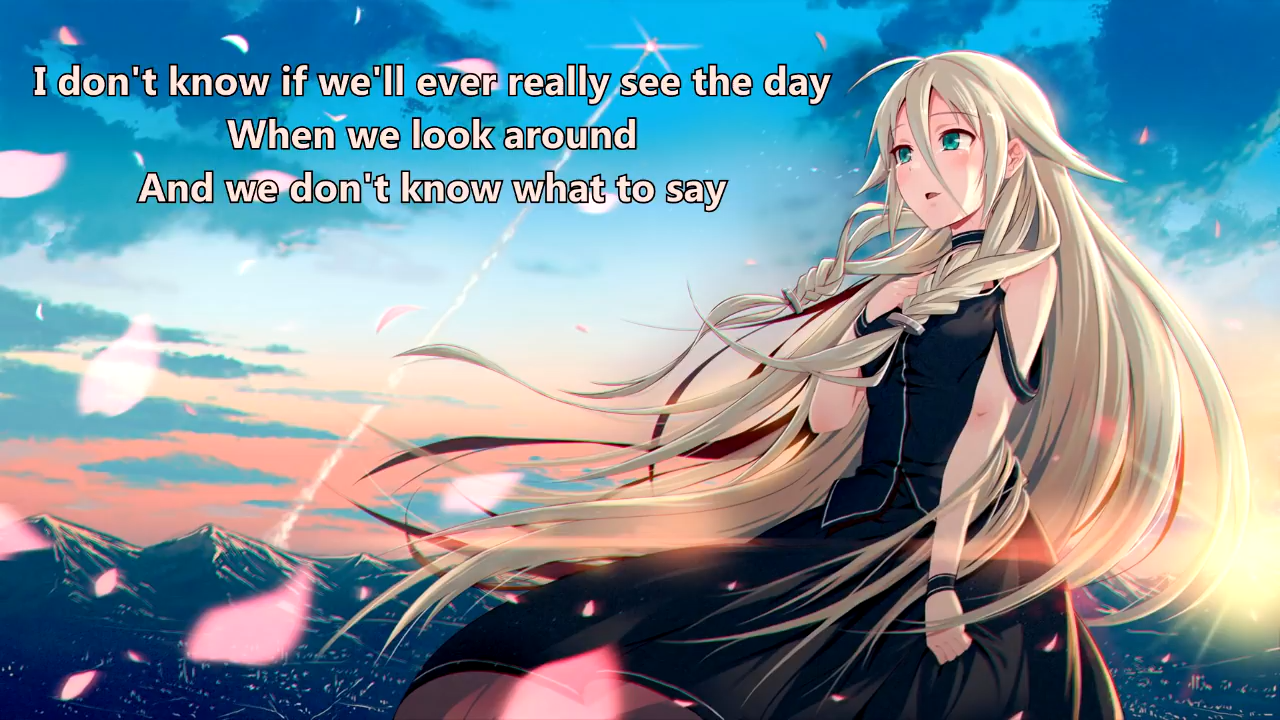 I don't know if we'll ever really see the day
When we look around
And we don't know what to say